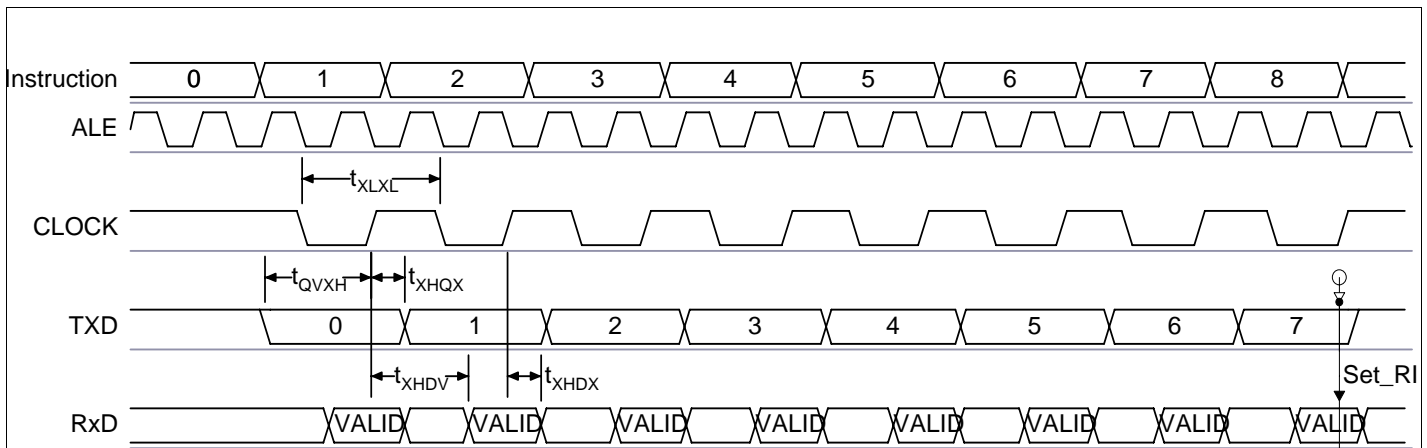 Instruction 0 1 2 3 4 5 6 7 8
ALE
tXLXL
CLOCK
tQVXH tXHQX
TXD 0 1 2 3 4 5 6 7
tXHDV tXHDX Set_RI
RxD VALID VALID VALID VALID VALID VALID VALID VALID